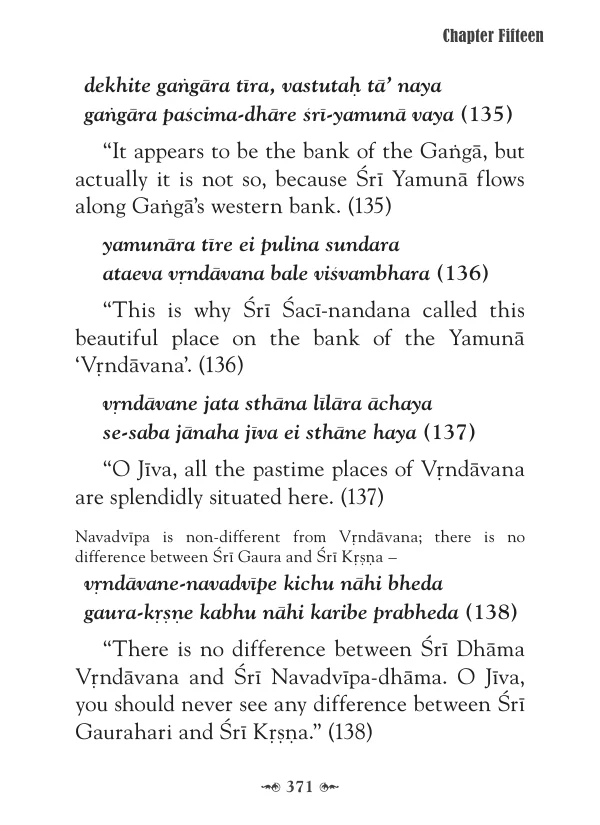 Chapter Fifteen
dekhite gaṅgāra tīra, vastutaḥ tā’ naya
gaṅgāra paścima-dhāre śrī-yamunā vaya (135)
“It appears to be the bank of the Gaṅgā, but
actually it is not so, because Śrī Yamunā flows
along Gaṅgā’s western bank. (135)
yamunāra tīre ei pulina sundara
ataeva vṛndāvana bale viśvambhara (136)
“This is why Śrī Śacī-nandana called this
beautiful place on the bank of the Yamunā
‘Vṛndāvana’. (136)
vṛndāvane jata sthāna līlāra āchaya
se-saba jānaha jīva ei sthāne haya (137)
“O Jīva, all the pastime places of Vṛndāvana
are splendidly situated here. (137)
Navadvīpa is non-different from Vṛndāvana; there is no
difference between Śrī Gaura and Śrī Kṛṣṇa –
vṛndāvane-navadvīpe kichu nāhi bheda
gaura-kṛṣṇe kabhu nāhi karibe prabheda (138)
“There is no difference between Śrī Dhāma
Vṛndāvana and Śrī Navadvīpa-dhāma. O Jīva,
you should never see any difference between Śrī
Gaurahari and Śrī Kṛṣṇa.” (138)
371